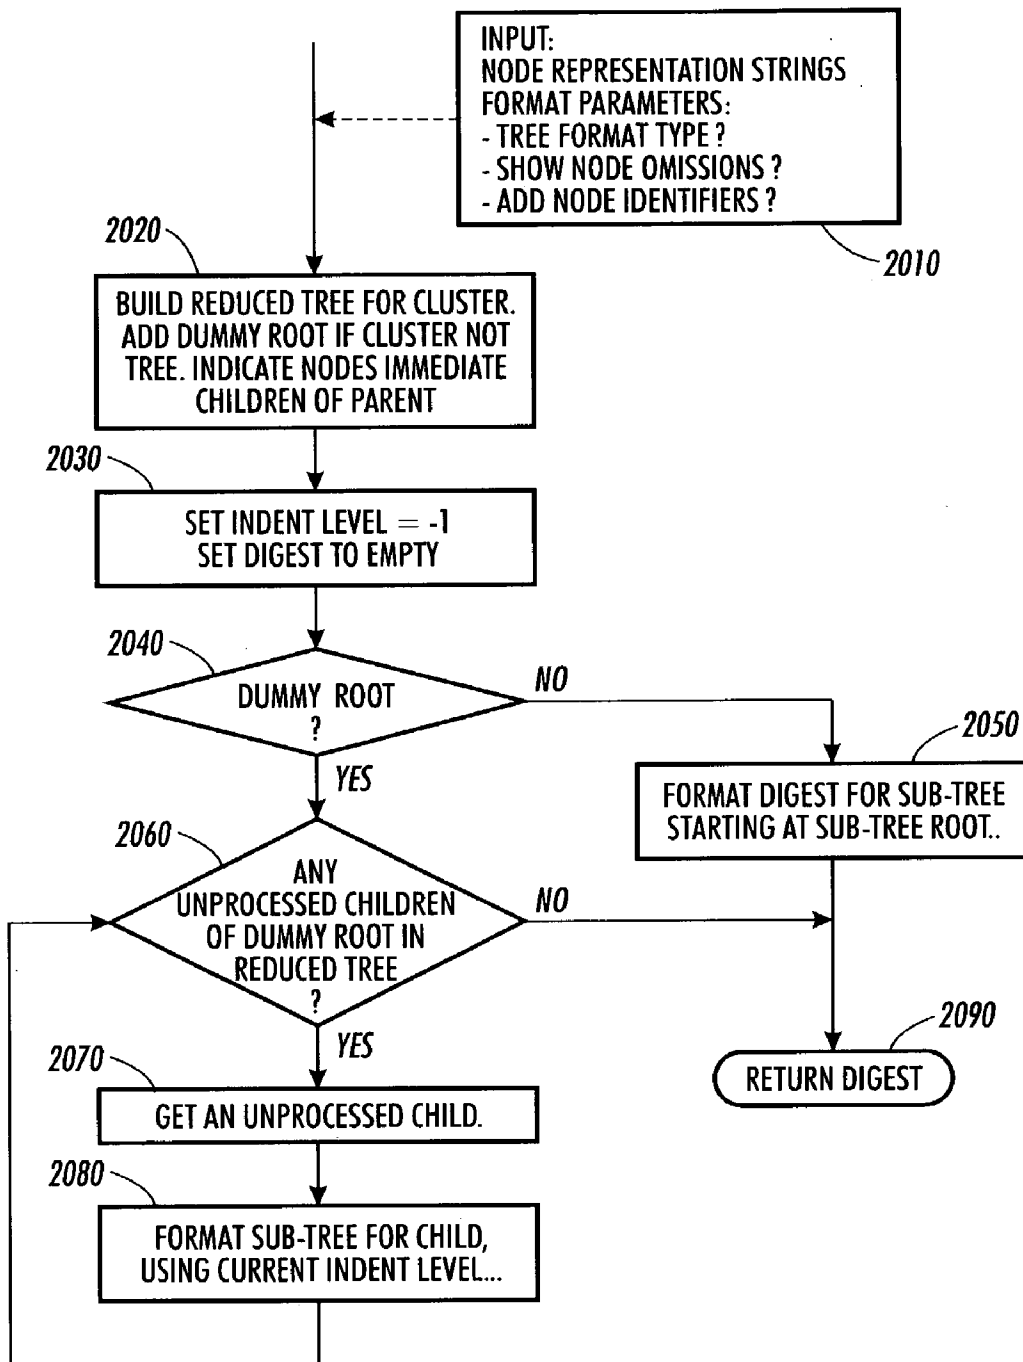 INPUT:
NODE REPRESENTATION STRINGS
FORMAT PARAMETERS:
- TREE FORMAT TYPE ?
- SHOW NODE OMISSIONS ?
- ADD NODE IDENTIFIERS ?
2010
2020
BUILD REDUCED TREE FOR CLUSTER.
ADD DUMMY ROOT IF CLUSTER NOT
TREE. INDICATE NODES IMMEDIATE
CHILDREN OF PARENT
2030
SET INDENT LEVEL = -1
SET DIGEST TO EMPTY
2040
DUMMY ROOT
?
NO
YES
2050
FORMAT DIGEST FOR SUB-TREE
STARTING AT SUB-TREE ROOT..
2060
ANY
UNPROCESSED CHILDREN
OF DUMMY ROOT IN
REDUCED TREE
?
NO
YES
2070
GET AN UNPROCESSED CHILD.
2080
FORMAT SUB-TREE FOR CHILD,
USING CURRENT INDENT LEVEL...
2090
RETURN DIGEST